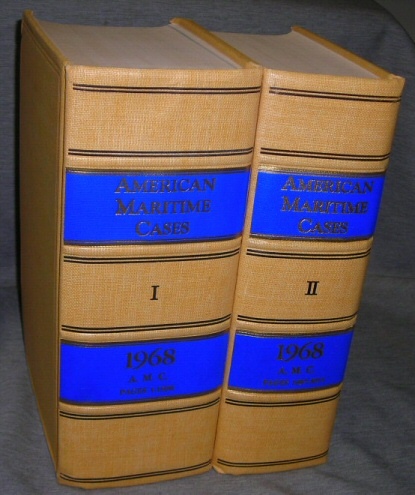 AMERICAN
MARITIME
CASES
I
1968
A. M. C.
AMERICAN
MARITIME
CASES
II
1968
A. M. C.